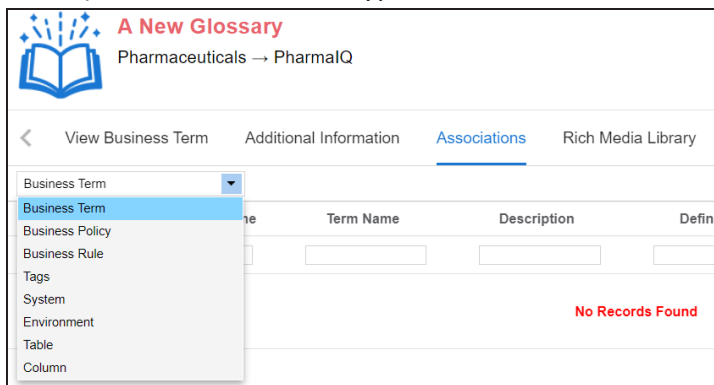 A New Glossary
Pharmaceuticals → PharmaIQ
View Business Term Additional Information Associations Rich Media Library
Business Term
Business Term
Business Policy
Business Rule
Tags
System
Environment
Table
Column
Term Name Description
No Records Found